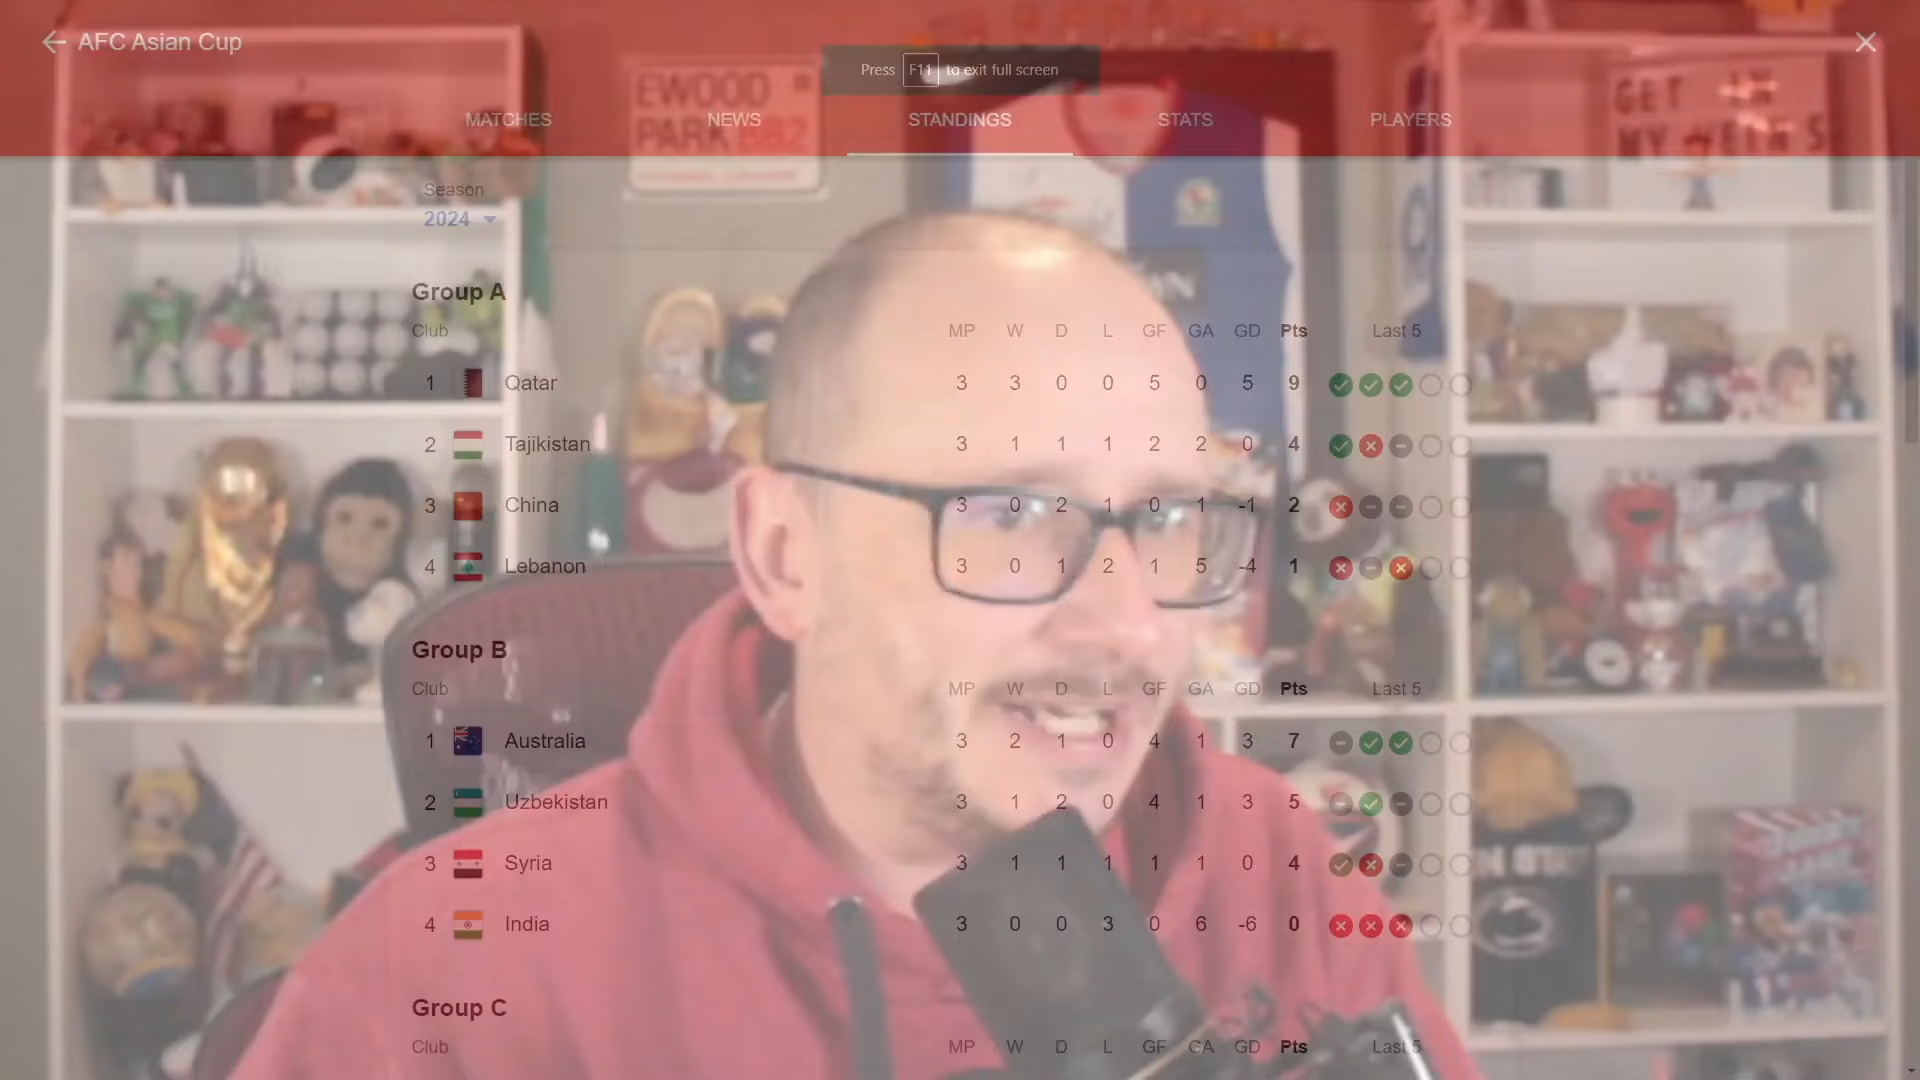 AFC Asian Cup
Press F11 to exit full screen
MATCHES NEWS STANDINGS STATS PLAYERS
EWOOD
PARK BB2
GET IN
Season
2024
Group A
Club MP W D L GF GA GD Pts Last 5
1 Qatar 3 3 0 0 5 0 5 9
2 Tajikistan 3 1 1 1 2 2 0 4
3 China 3 0 2 1 0 1 -1 2
4 Lebanon 3 0 1 2 1 5 -4 1
Group B
Club MP W D L GF GA GD Pts Last 5
1 Australia 3 2 1 0 4 1 3 7
2 Uzbekistan 3 1 2 0 4 1 3 5
3 Syria 3 1 1 1 1 1 0 4
4 India 3 0 0 3 0 6 -6 0
Group C
Club MP W D L GF GA GD Pts Last 5